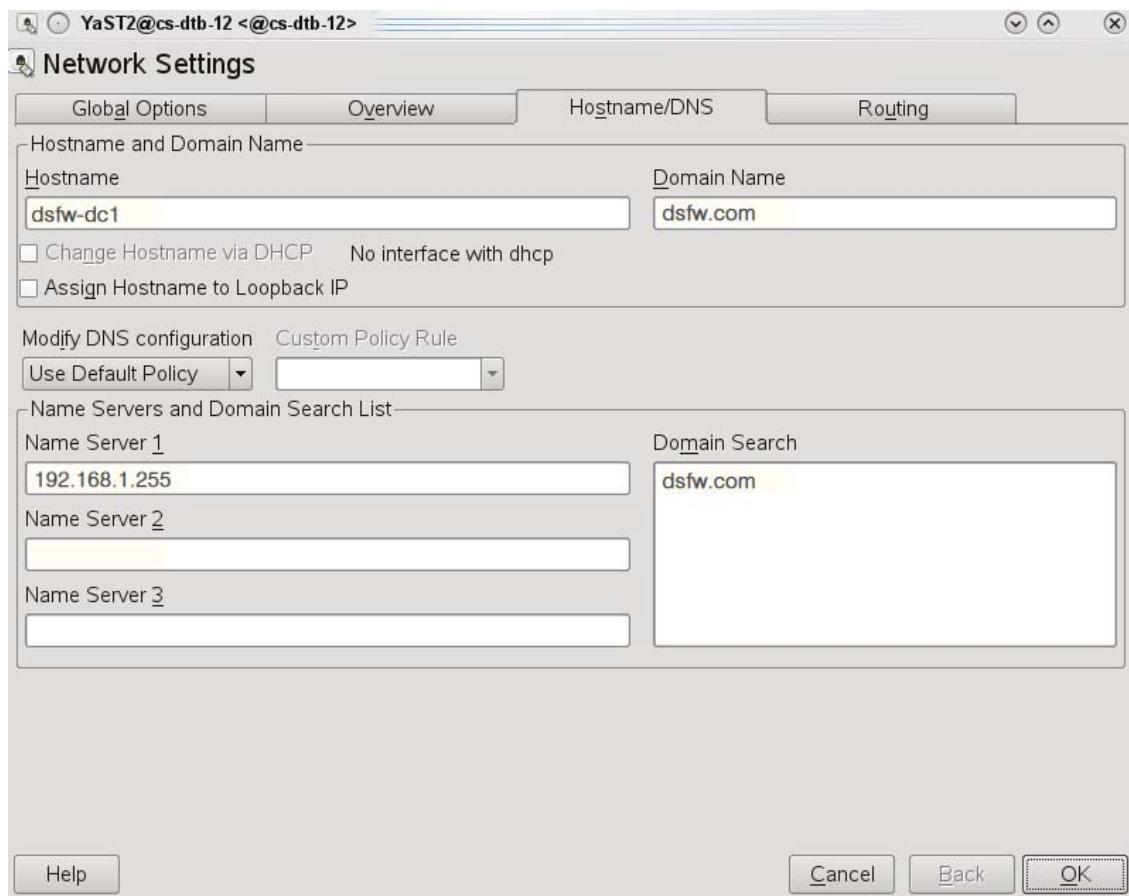 YaST2@cs-dtb-12 <@cs-dtb-12>
Network Settings
Global Options
Overview
Hostname/DNS
Routing
Hostname and Domain Name
Hostname
Domain Name
dsfw-dc1
dsfw.com
Change Hostname via DHCP
No interface with dhcp
Assign Hostname to Loopback IP
Modify DNS configuration
Custom Policy Rule
Use Default Policy
Name Servers and Domain Search List
Name Server 1
Domain Search
192.168.1.255
dsfw.com
Name Server 2
Name Server 3
Help
Cancel
Back
OK